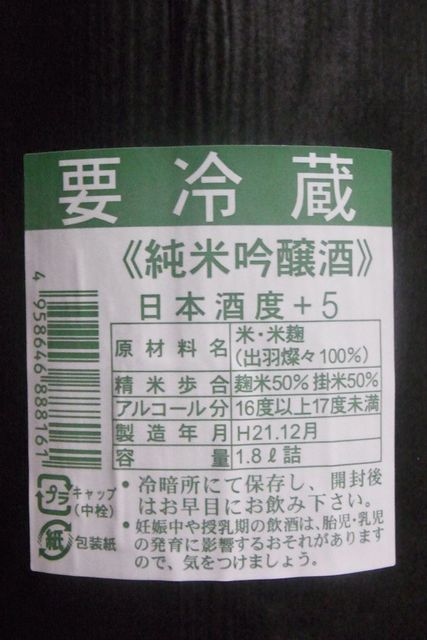 要冷蔵
《純米吟醸酒》
日本酒度+5
原材料名 米・米麹
(出羽燦々100%)
精米歩合 麹米50% 掛米50%
アルコール分 16度以上17度未満
製造年月 H21.12月
容量 1.8ℓ詰
・冷暗所にて保存し、開封後
はお早目にお飲み下さい。
・妊娠中や授乳期の飲酒は、胎児・乳児
の発育に影響するおそれがあります
ので、気をつけましょう。
4958646888161
プラ キャップ
(中栓)
紙 包装紙